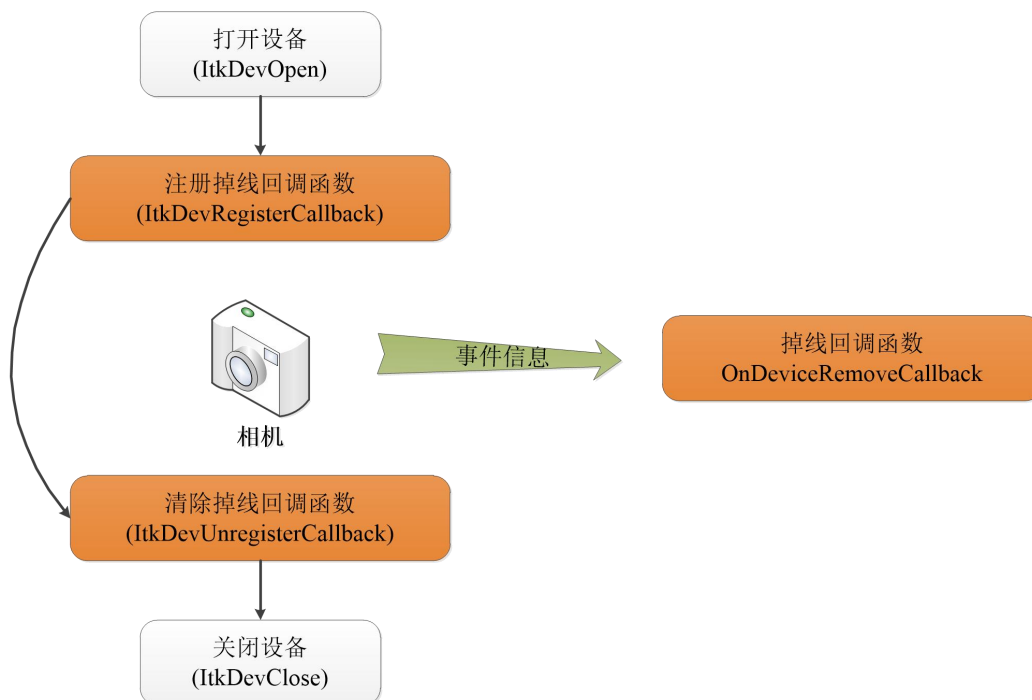 打开设备
(ItkDevOpen)
注册掉线回调函数
(ItkDevRegisterCallback)
事件信息
掉线回调函数
OnDeviceRemoveCallback
相机
清除掉线回调函数
(ItkDevUnregisterCallback)
关闭设备
(ItkDevClose)